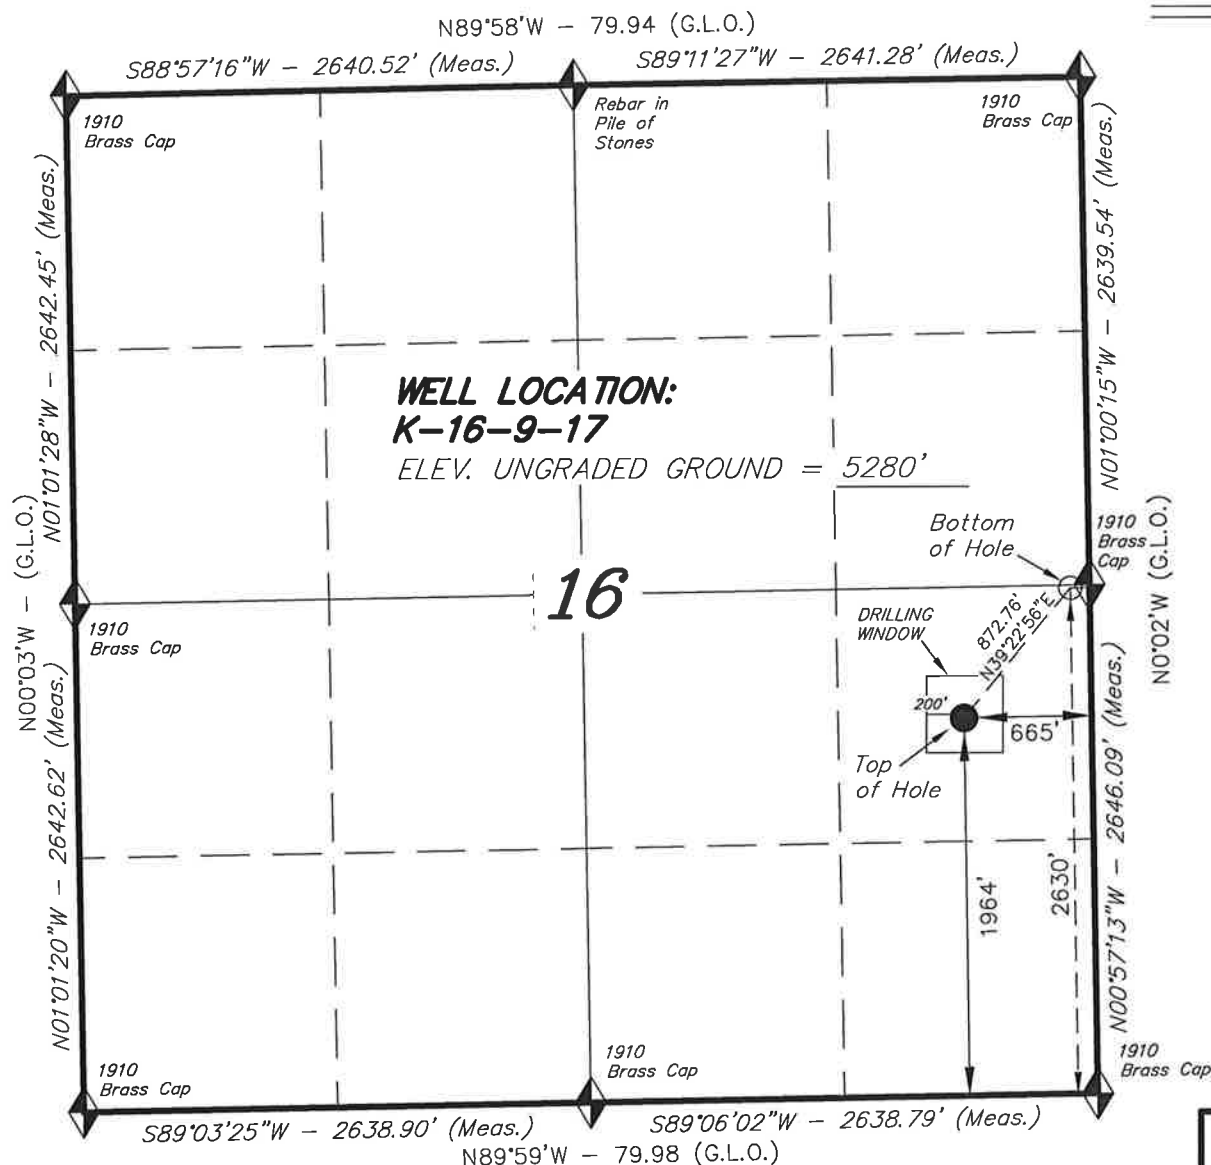 N89°58'W - 79.94 (G.L.O.)
S88°57'16"W - 2640.52' (Meas.)
S89°11'27"W - 2641.28' (Meas.)
1910
Brass Cap
Rebar in
Pile of
Stones
1910
Brass Cap
N01°01'28"W - 2642.45' (Meas.)
N01°00'15"W - 2639.54' (Meas.)
WELL LOCATION:
K-16-9-17
ELEV. UNGRADED GROUND = 5280'
N00°03'W - (G.L.O.)
N0°02'W (G.L.O.)
Bottom
of Hole
1910
Brass
Cap
16
1910
Brass Cap
DRILLING
WINDOW
872.76'
N39°22'56"E
200'
665'
Top
of Hole
N01°01'20"W - 2642.62' (Meas.)
N00°57'13"W - 2646.09' (Meas.)
1964'
2630'
1910
Brass Cap
1910
Brass Cap
1910
Brass Cap
S89°03'25"W - 2638.90' (Meas.)
S89°06'02"W - 2638.79' (Meas.)
N89°59'W - 79.98 (G.L.O.)